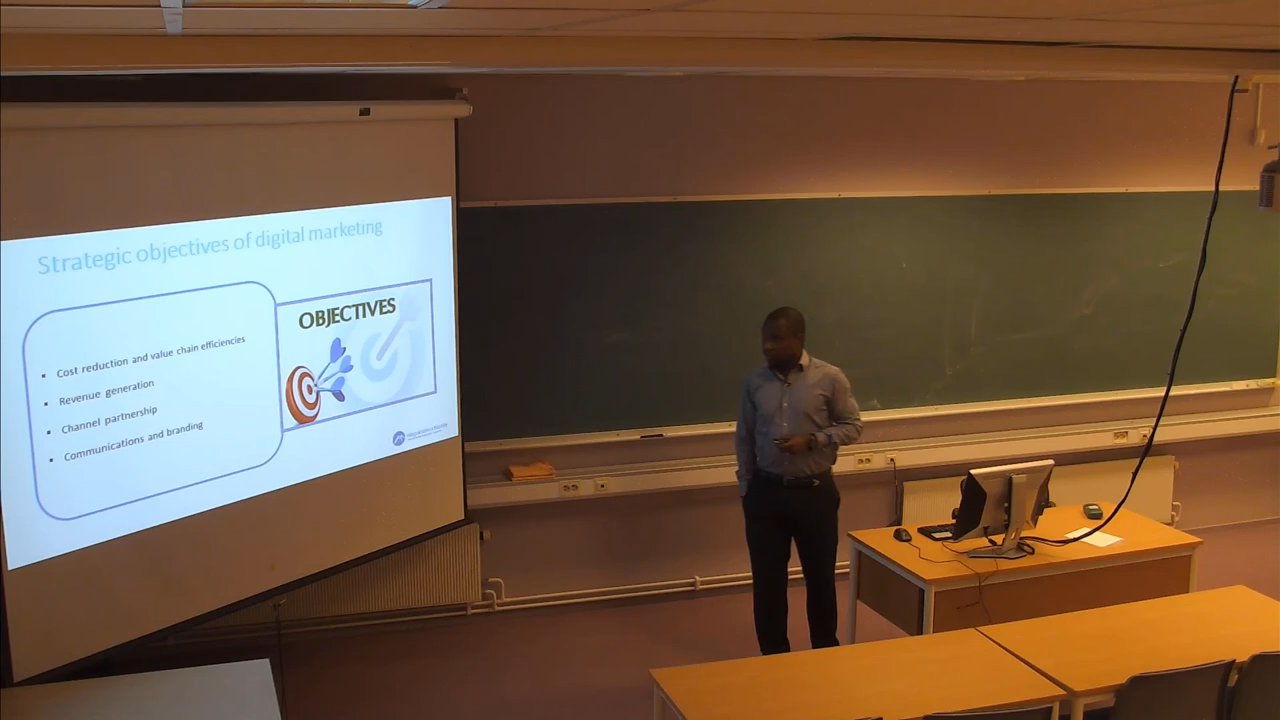 Strategic objectives of digital marketing
OBJECTIVES
▪ Cost reduction and value chain efficiencies
▪ Revenue generation
▪ Channel partnership
▪ Communications and branding